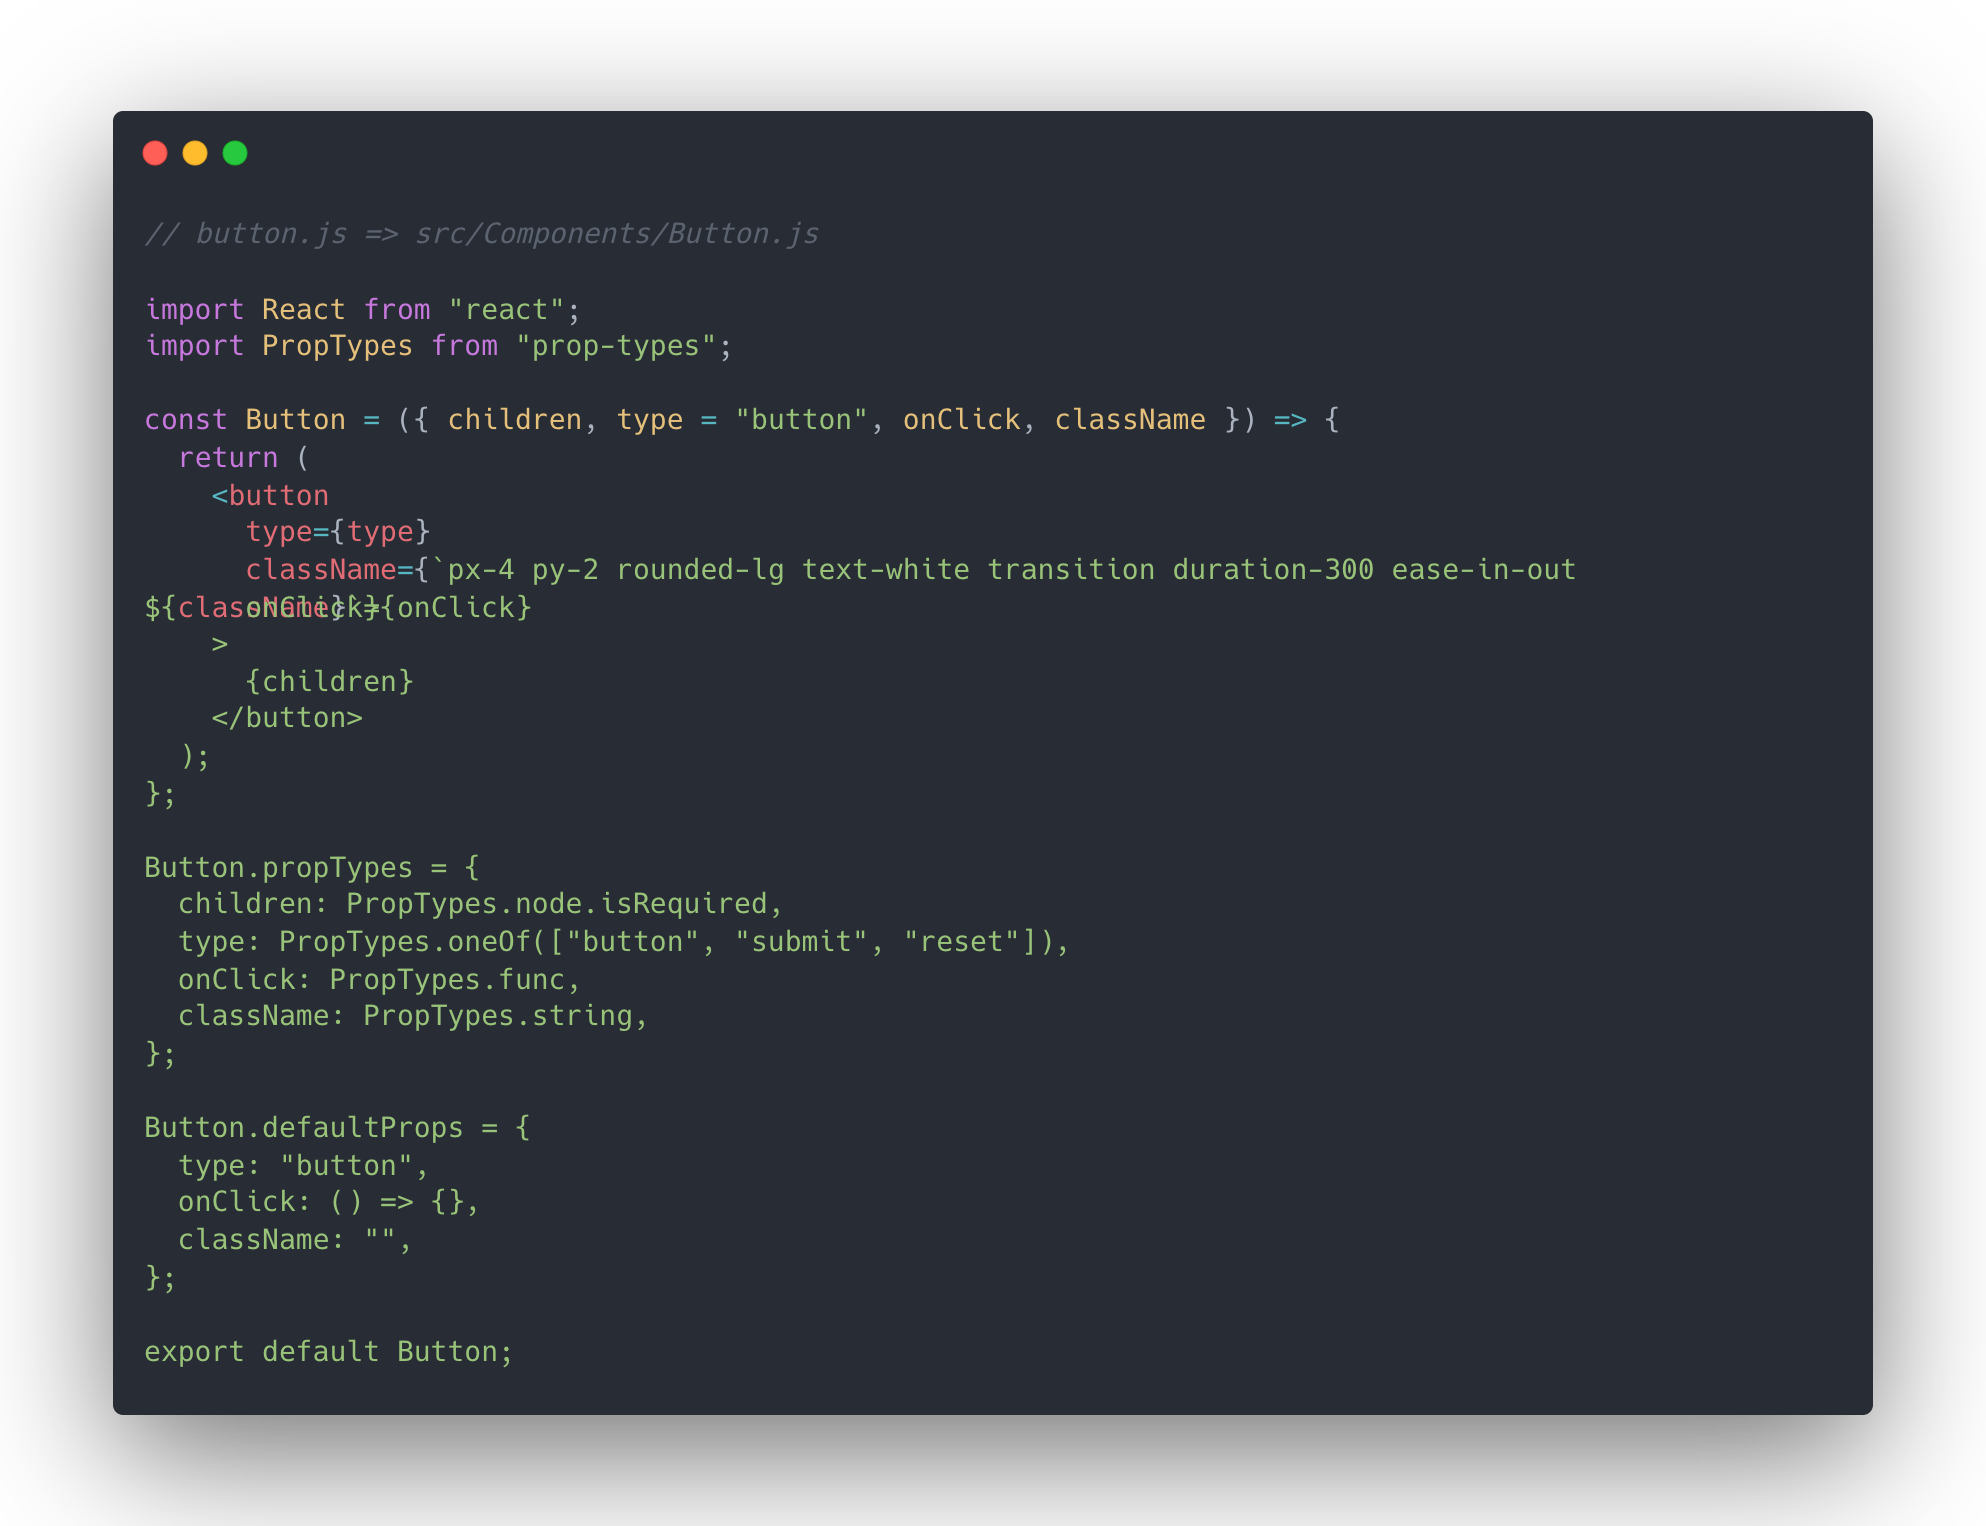 // button.js => src/Components/Button.js
import React from "react";
import PropTypes from "prop-types";
const Button = ({ children, type = "button", onClick, className }) => {
  return (
    <button
      type={type}
      className={`px-4 py-2 rounded-lg text-white transition duration-300 ease-in-out
${className}`}
      onClick={onClick}
    >
      {children}
    </button>
  );
};
Button.propTypes = {
  children: PropTypes.node.isRequired,
  type: PropTypes.oneOf(["button", "submit", "reset"]),
  onClick: PropTypes.func,
  className: PropTypes.string,
};
Button.defaultProps = {
  type: "button",
  onClick: () => {},
  className: "",
};
export default Button;